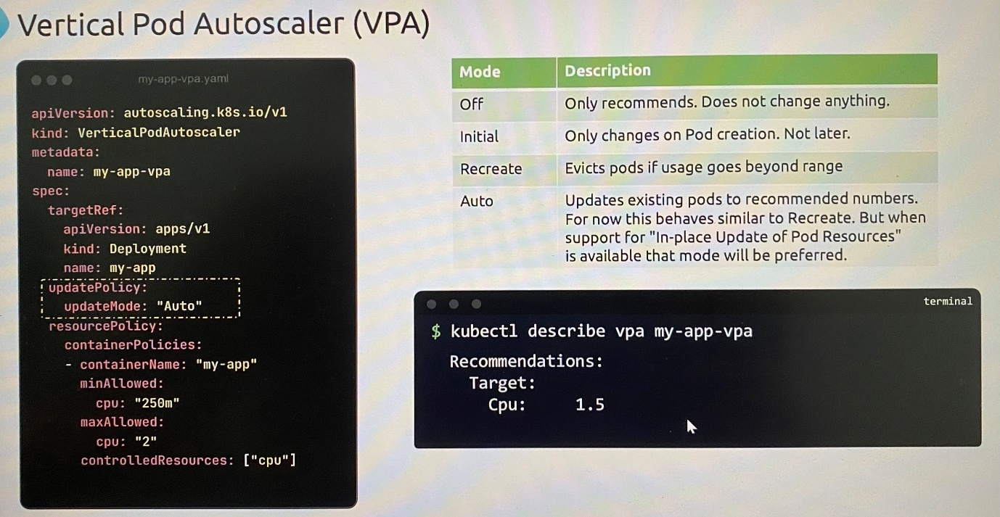 Vertical Pod Autoscaler (VPA)
my-app-vpa.yaml
apiVersion: autoscaling.k8s.io/v1
kind: VerticalPodAutoscaler
metadata:
  name: my-app-vpa
spec:
  targetRef:
    apiVersion: apps/v1
    kind: Deployment
    name: my-app
  updatePolicy:
    updateMode: "Auto"
  resourcePolicy:
    containerPolicies:
    - containerName: "my-app"
      minAllowed:
        cpu: "250m"
      maxAllowed:
        cpu: "2"
      controlledResources: ["cpu"]
Mode Description
Off Only recommends. Does not change anything.
Initial Only changes on Pod creation. Not later.
Recreate Evicts pods if usage goes beyond range
Auto Updates existing pods to recommended numbers.
For now this behaves similar to Recreate. But when
support for "In-place Update of Pod Resources"
is available that mode will be preferred.
terminal
$ kubectl describe vpa my-app-vpa
Recommendations:
  Target:
    Cpu: 1.5